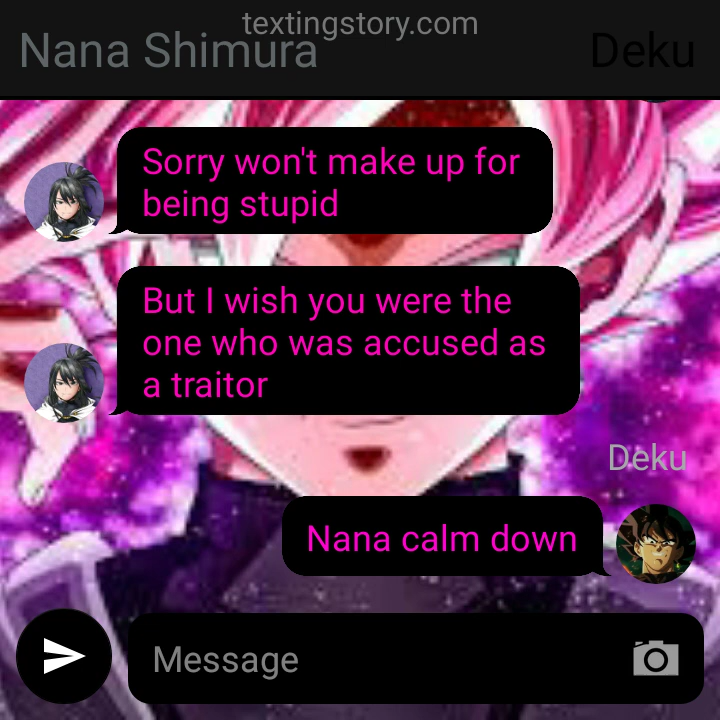 textingstory.com
Nana Shimura
Deku
Sorry won't make up for
being stupid
But I wish you were the
one who was accused as
a traitor
Deku
Nana calm down
Message